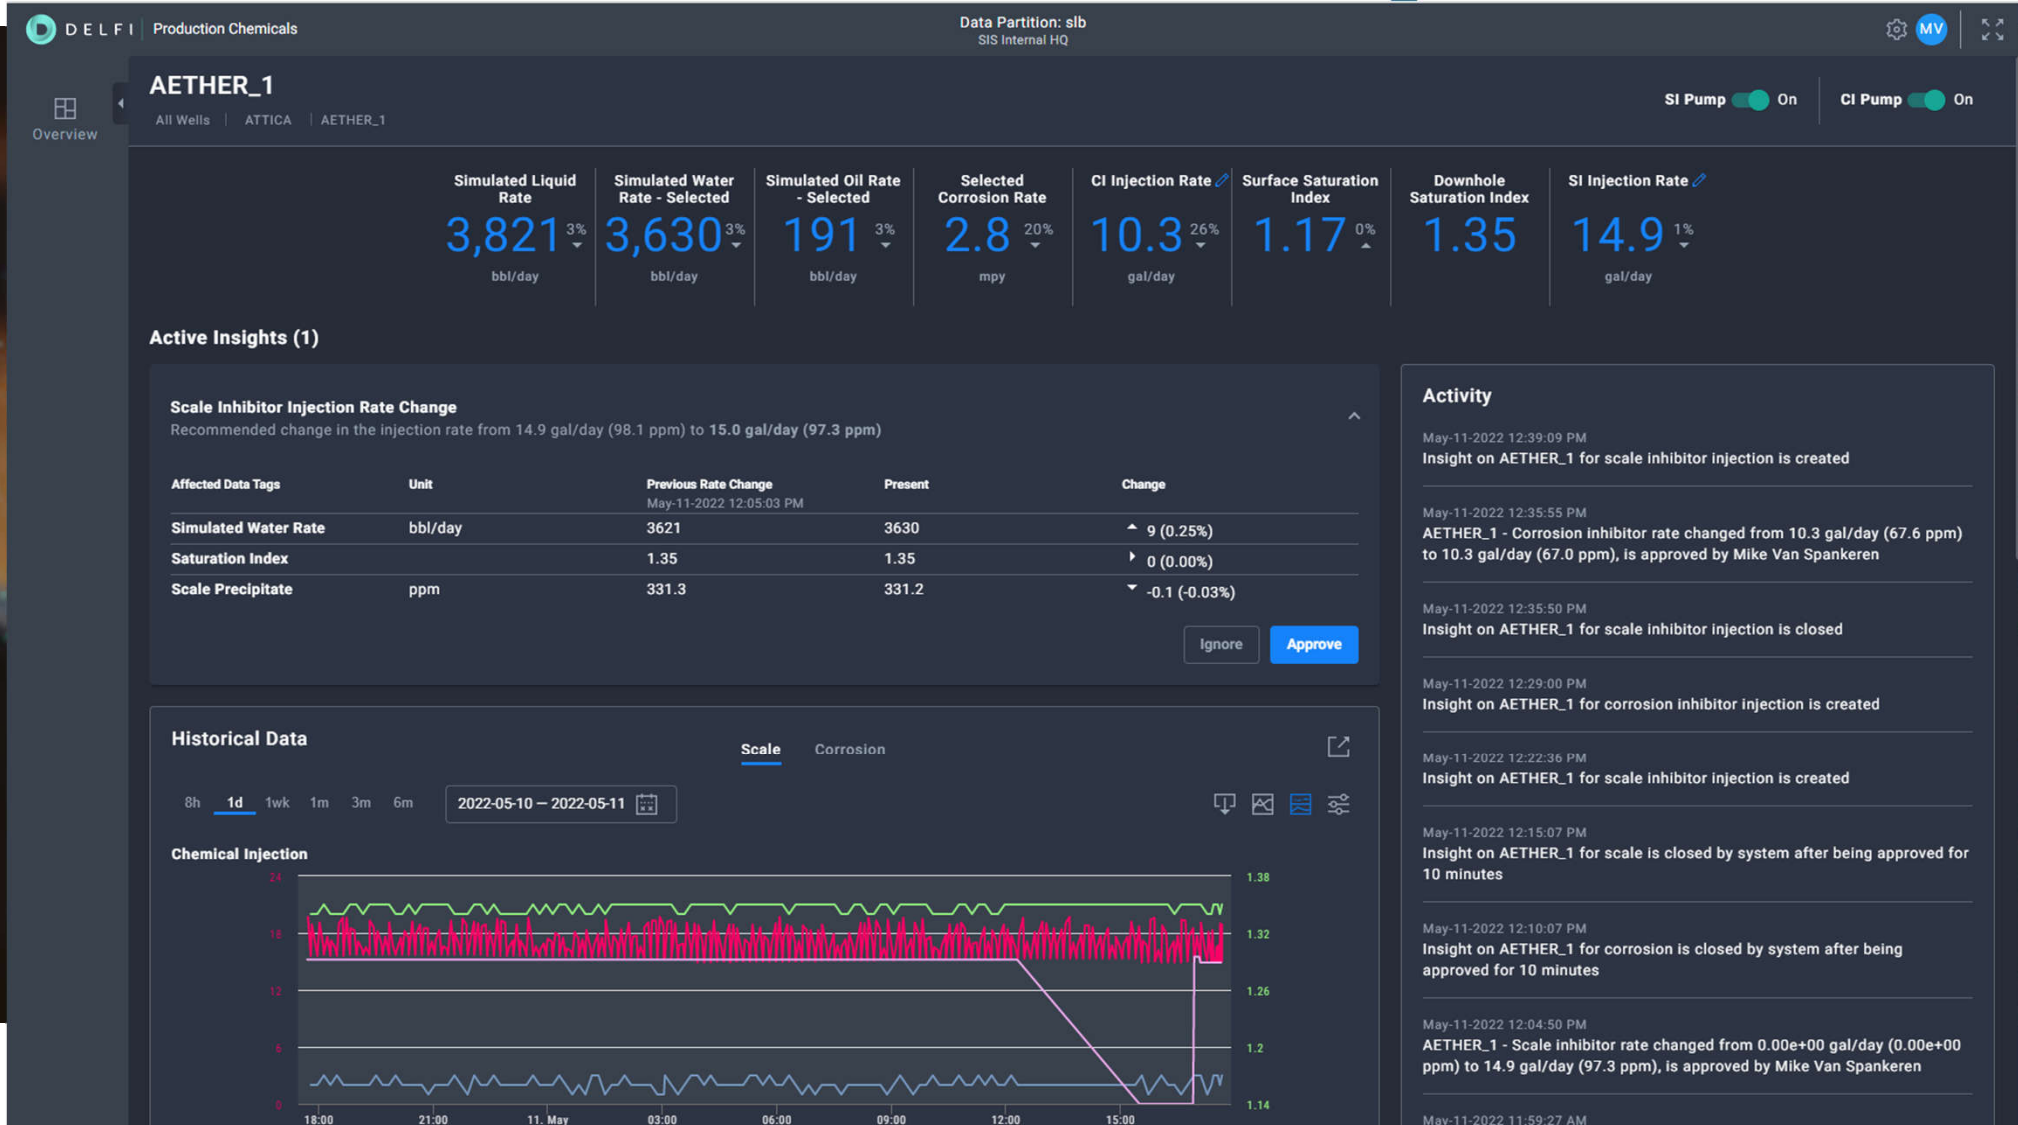 DELFI
Production Chemicals
Data Partition: slb
SIS Internal HQ
MV
Overview
AETHER_1
All Wells | ATTICA | AETHER_1
SI Pump On
CI Pump On
Simulated Liquid
Rate
3,821 3%
bbl/day
Simulated Water
Rate - Selected
3,630 3%
bbl/day
Simulated Oil Rate
- Selected
191 3%
bbl/day
Selected
Corrosion Rate
2.8 20%
mpy
CI Injection Rate
10.3 26%
gal/day
Surface Saturation
Index
1.17 0%
Downhole
Saturation Index
1.35
SI Injection Rate
14.9 1%
gal/day
Active Insights (1)
Scale Inhibitor Injection Rate Change
Recommended change in the injection rate from 14.9 gal/day (98.1 ppm) to 15.0 gal/day (97.3 ppm)
Affected Data Tags Unit Previous Rate Change Present Change
May-11-2022 12:05:03 PM
Simulated Water Rate bbl/day 3621 3630 9 (0.25%)
Saturation Index 1.35 1.35 0 (0.00%)
Scale Precipitate ppm 331.3 331.2 -0.1 (-0.03%)
Ignore Approve
Historical Data
Scale Corrosion
8h 1d 1wk 1m 3m 6m
2022-05-10 — 2022-05-11
Chemical Injection
24 1.38
18 1.32
12 1.26
6 1.2
0 1.14
18:00 21:00 11. May 03:00 06:00 09:00 12:00 15:00
Activity
May-11-2022 12:39:09 PM
Insight on AETHER_1 for scale inhibitor injection is created
May-11-2022 12:35:55 PM
AETHER_1 - Corrosion inhibitor rate changed from 10.3 gal/day (67.6 ppm)
to 10.3 gal/day (67.0 ppm), is approved by Mike Van Spankeren
May-11-2022 12:35:50 PM
Insight on AETHER_1 for scale inhibitor injection is closed
May-11-2022 12:29:00 PM
Insight on AETHER_1 for corrosion inhibitor injection is created
May-11-2022 12:22:36 PM
Insight on AETHER_1 for scale inhibitor injection is created
May-11-2022 12:15:07 PM
Insight on AETHER_1 for scale is closed by system after being approved for
10 minutes
May-11-2022 12:10:07 PM
Insight on AETHER_1 for corrosion is closed by system after being
approved for 10 minutes
May-11-2022 12:04:50 PM
AETHER_1 - Scale inhibitor rate changed from 0.00e+00 gal/day (0.00e+00
ppm) to 14.9 gal/day (97.3 ppm), is approved by Mike Van Spankeren
May-11-2022 11:59:27 AM